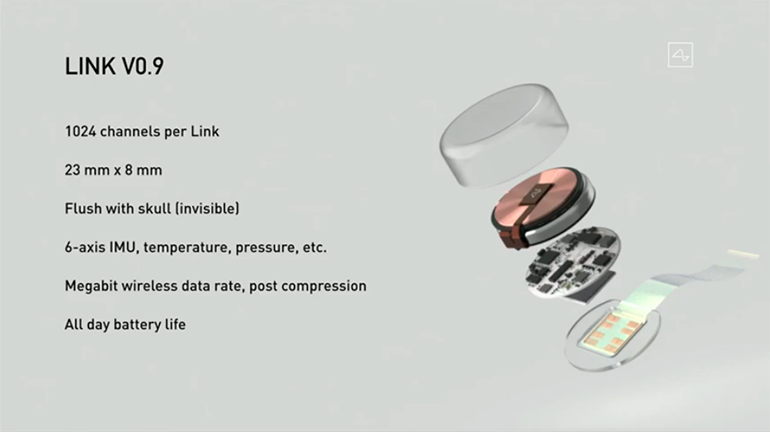 LINK V0.9
1024 channels per Link
23 mm x 8 mm
Flush with skull (invisible)
6-axis IMU, temperature, pressure, etc.
Megabit wireless data rate, post compression
All day battery life